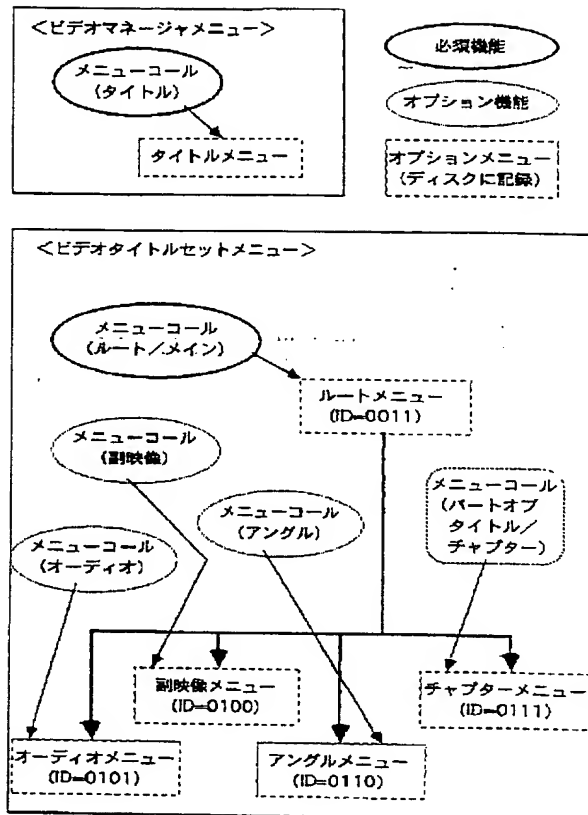 ＜ビデオマネージャメニュー＞
メニューコール
(タイトル)
タイトルメニュー
必須機能
オプション機能
オプションメニュー
(ディスクに記録)
＜ビデオタイトルセットメニュー＞
メニューコール
(ルート／メイン)
ルートメニュー
(ID=0011)
メニューコール
(副映像)
メニューコール
(アングル)
メニューコール
(パートオブ
タイトル／
チャプター)
メニューコール
(オーディオ)
副映像メニュー
(ID=0100)
チャプターメニュー
(ID=0111)
オーディオメニュー
(ID=0101)
アングルメニュー
(ID=0110)